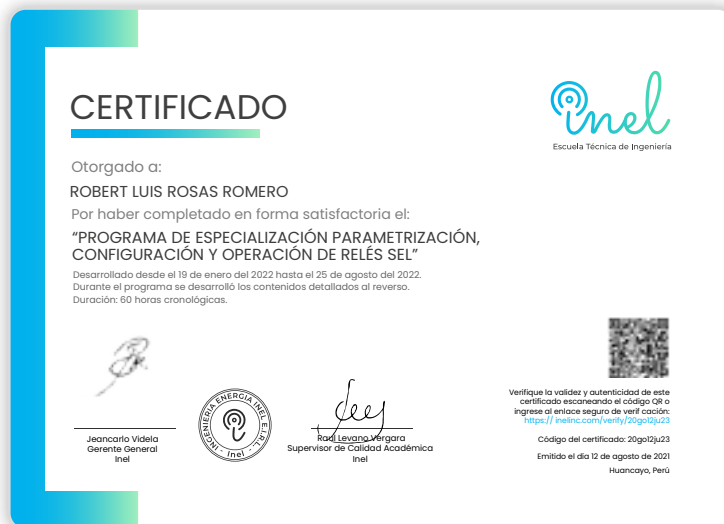 CERTIFICADO
inel
Escuela Técnica de Ingeniería
Otorgado a:
ROBERT LUIS ROSAS ROMERO
Por haber completado en forma satisfactoria el:
“PROGRAMA DE ESPECIALIZACIÓN PARAMETRIZACIÓN,
CONFIGURACIÓN Y OPERACIÓN DE RELÉS SEL”
Desarrollado desde el 19 de enero del 2022 hasta el 25 de agosto del 2022.
Durante el programa se desarrolló los contenidos detallados al reverso.
Duración: 60 horas cronológicas.
Jeancarlo Videla
Gerente General
Inel
INGENIERIA ENERGIA INEL E.I.R.L.
- Inel -
Raúl Levano Vergara
Supervisor de Calidad Académica
Inel
Verifique la validez y autenticidad de este
certificado escaneando el código QR o
ingrese al enlace seguro de verif cación:
https:// inelinc.com/verify/20go12ju23
Código del certificado: 20go12ju23
Emitido el día 12 de agosto de 2021
Huancayo, Perú